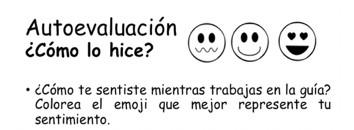 Autoevaluación
¿Cómo lo hice?
• ¿Cómo te sentiste mientras trabajas en la guía?
Colorea el emoji que mejor represente tu
sentimiento.